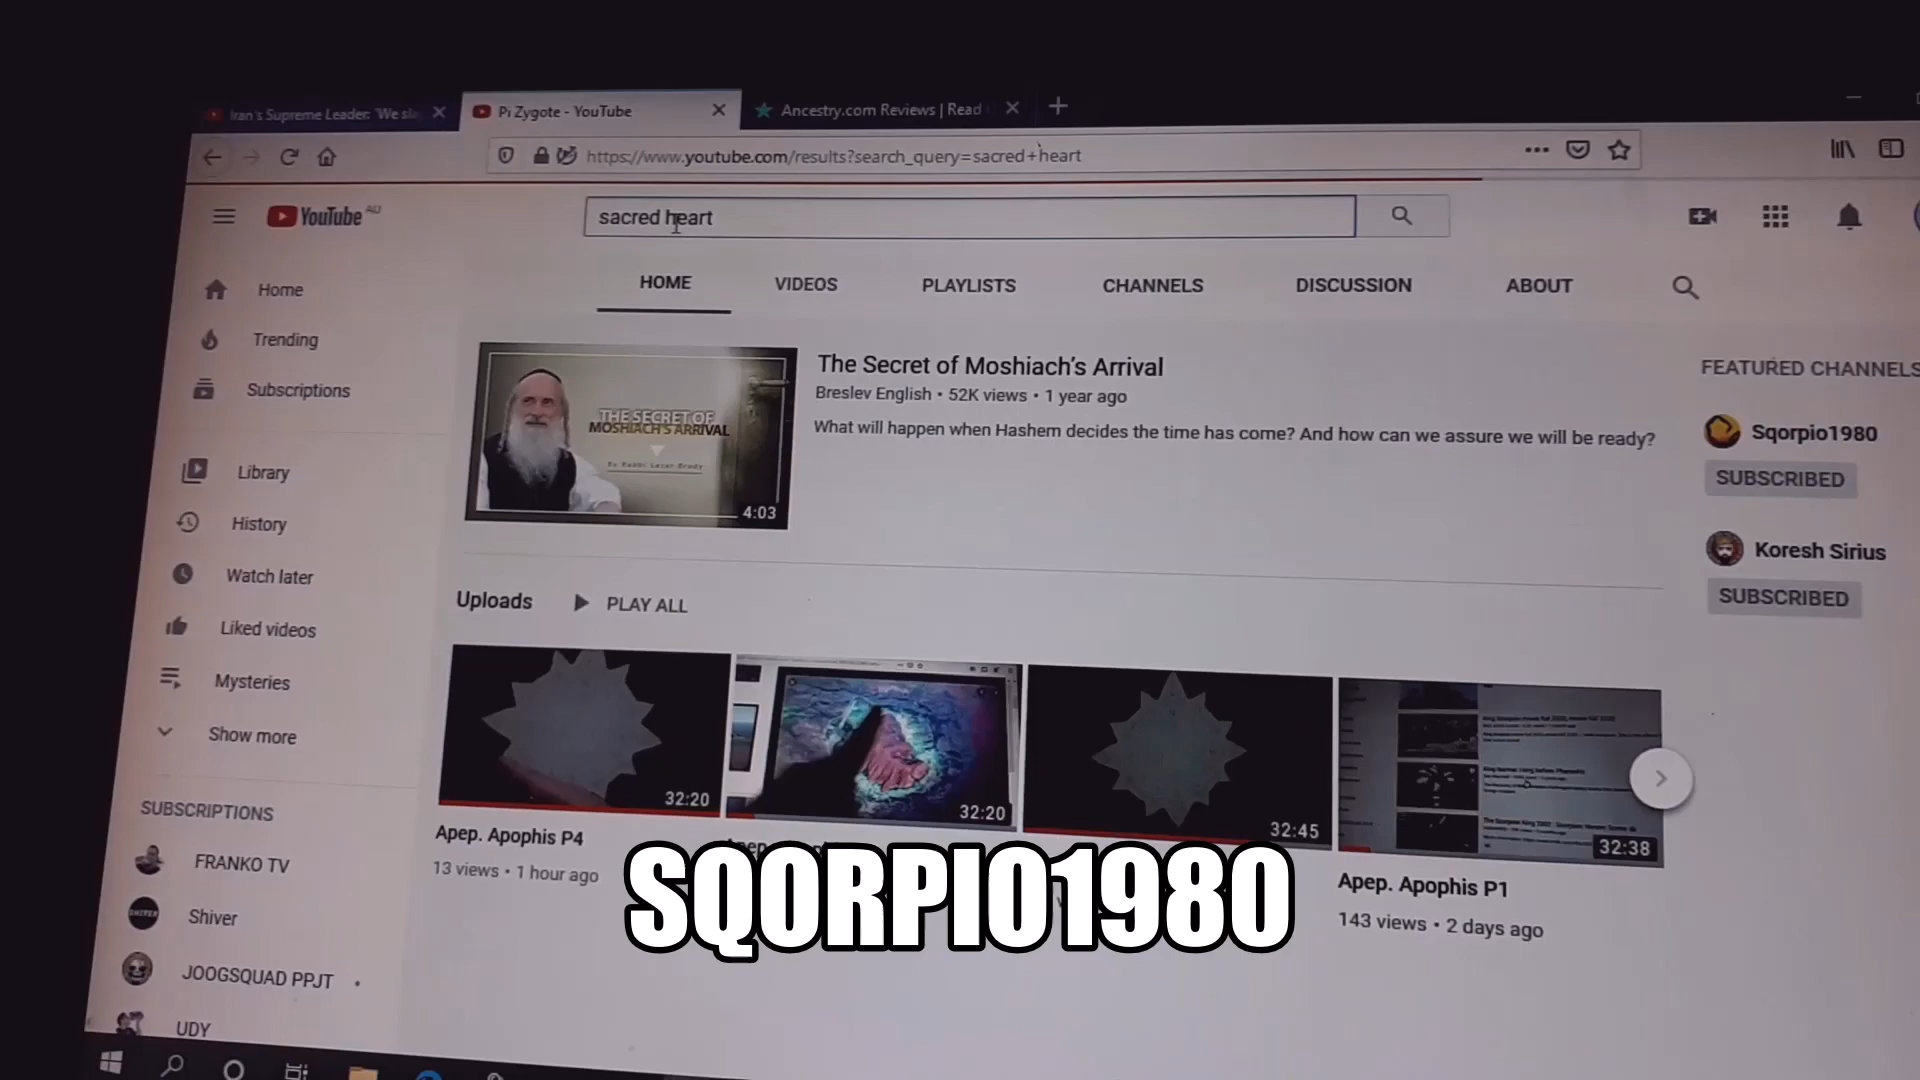 Iran's Supreme Leader: 'We sla
Pi Zygote - YouTube
Ancestry.com Reviews | Read
https://www.youtube.com/results?search_query=sacred+heart
YouTube AU
sacred heart
HOME
VIDEOS
PLAYLISTS
CHANNELS
DISCUSSION
ABOUT
Home
Trending
Subscriptions
Library
History
Watch later
Liked videos
Mysteries
Show more
SUBSCRIPTIONS
FRANKO TV
Shiver
JOOGSQUAD PPJT
UDY
THE SECRET OF
MOSHIACH'S ARRIVAL
By Rabbi Lazer Brody
4:03
The Secret of Moshiach's Arrival
Breslev English • 52K views • 1 year ago
What will happen when Hashem decides the time has come? And how can we assure we will be ready?
FEATURED CHANNELS
Sqorpio1980
SUBSCRIBED
Koresh Sirius
SUBSCRIBED
Uploads
PLAY ALL
32:20
32:20
32:45
32:38
Apep. Apophis P4
13 views • 1 hour ago
Apep. Apophis P1
143 views • 2 days ago
SQORPIO1980